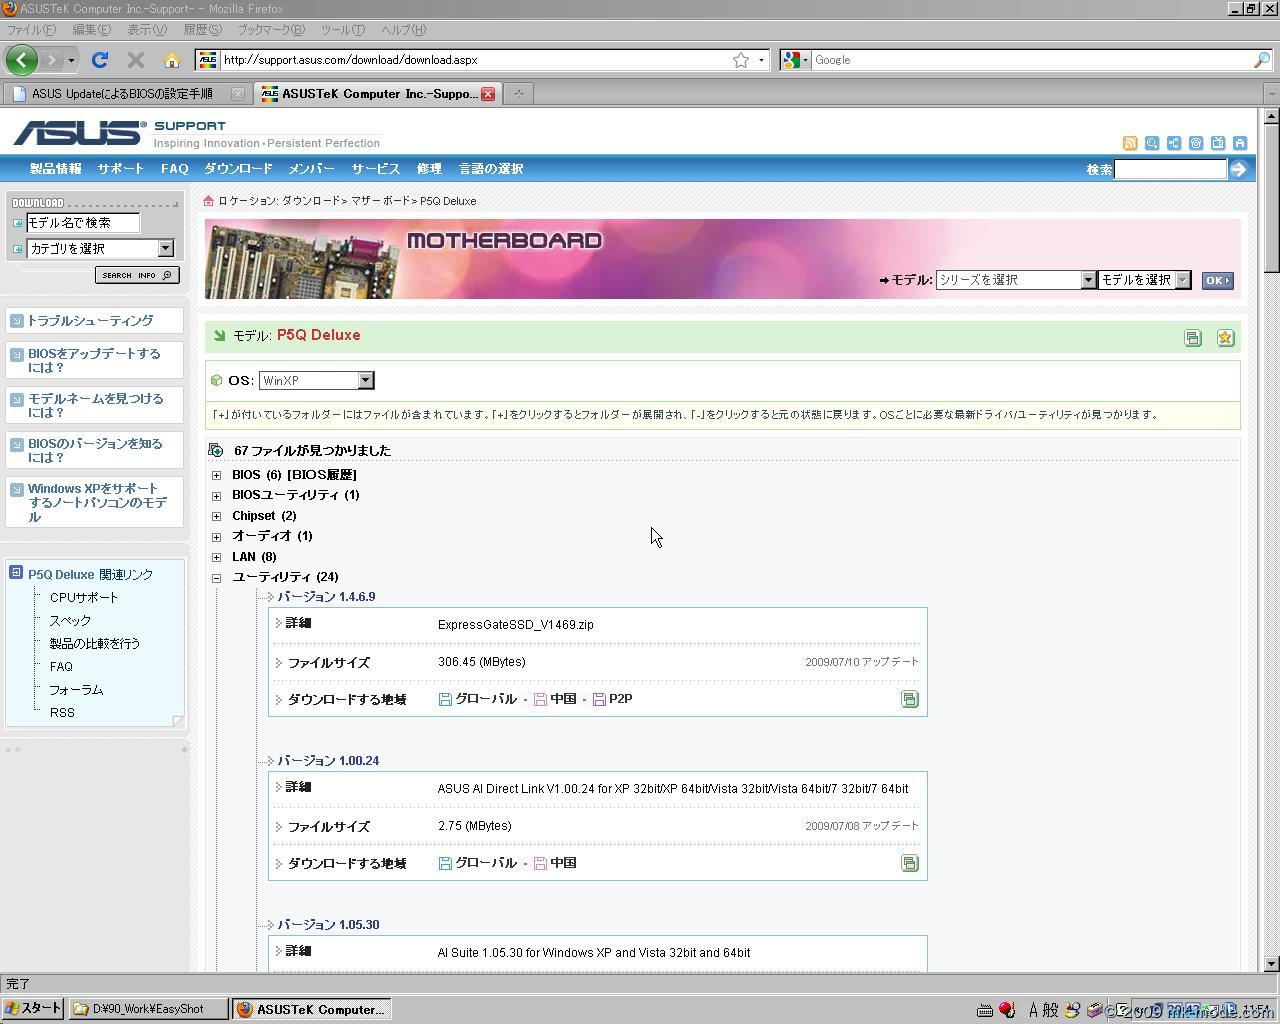 ASUSTeK Computer Inc.-Support- - Mozilla Firefox
ファイル(F) 編集(E) 表示(V) 履歴(S) ブックマーク(B) ツール(T) ヘルプ(H)
http://support.asus.com/download/download.aspx
Google
ASUS UpdateによるBIOSの設定手順
ASUSTeK Computer Inc.-Suppo...
ASUS SUPPORT
Inspiring Innovation・Persistent Perfection
製品情報 サポート FAQ ダウンロード メンバー サービス 修理 言語の選択
検索
DOWNLOAD
モデル名で検索
カテゴリを選択
SEARCH INFO
トラブルシューティング
BIOSをアップデートする
には？
モデルネームを見つける
には？
BIOSのバージョンを知る
には？
Windows XPをサポート
するノートパソコンのモデ
ル
P5Q Deluxe 関連リンク
CPUサポート
スペック
製品の比較を行う
FAQ
フォーラム
RSS
ロケーション: ダウンロード> マザーボード> P5Q Deluxe
MOTHERBOARD
モデル: シリーズを選択 モデルを選択 OK
モデル: P5Q Deluxe
OS: WinXP
「+」が付いているフォルダーにはファイルが含まれています。「+」をクリックするとフォルダーが展開され、「-」をクリックすると元の状態に戻ります。OSごとに必要な最新ドライバ/ユーティリティが見つかります。
67 ファイルが見つかりました
BIOS (6) [BIOS履歴]
BIOSユーティリティ (1)
Chipset (2)
オーディオ (1)
LAN (8)
ユーティリティ (24)
バージョン 1.4.6.9
詳細 ExpressGateSSD_V1469.zip
ファイルサイズ 306.45 (MBytes) 2009/07/10 アップデート
ダウンロードする地域 グローバル - 中国 - P2P
バージョン 1.00.24
詳細 ASUS AI Direct Link V1.00.24 for XP 32bit/XP 64bit/Vista 32bit/Vista 64bit/7 32bit/7 64bit
ファイルサイズ 2.75 (MBytes) 2009/07/08 アップデート
ダウンロードする地域 グローバル - 中国
バージョン 1.05.30
詳細 AI Suite 1.05.30 for Windows XP and Vista 32bit and 64bit
完了
スタート D:¥90_Work¥EasyShot ASUSTeK Computer...
A 般
11:54
© 2009 mk-mode.com